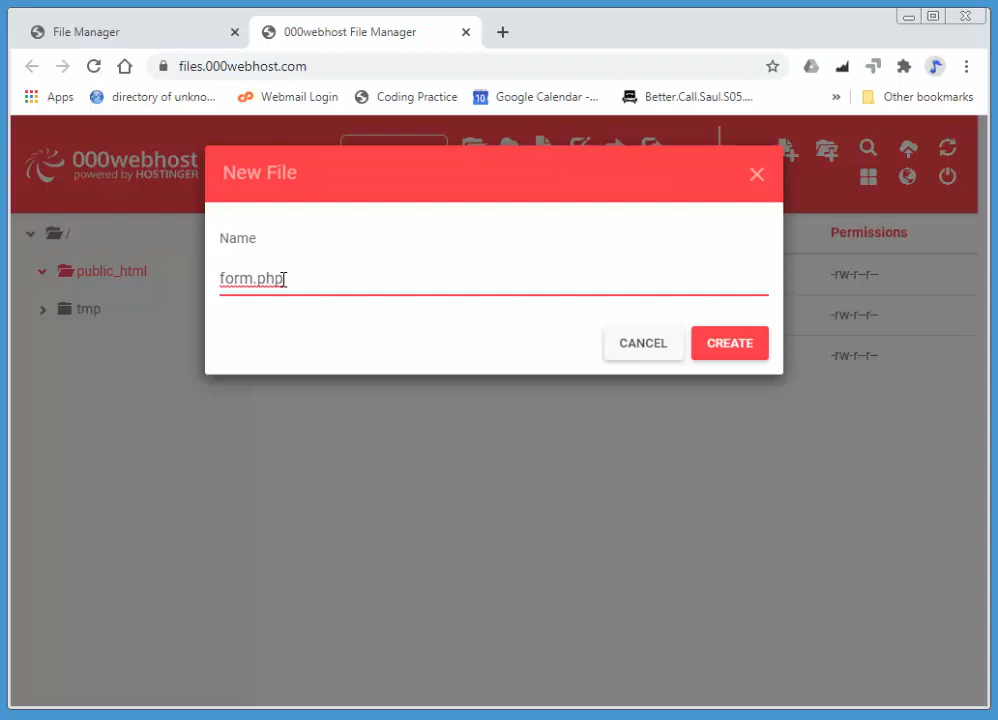 File Manager
000webhost File Manager
files.000webhost.com
Apps
directory of unkno...
cP Webmail Login
Coding Practice
10 Google Calendar -...
Better.Call.Saul.S05....
»
Other bookmarks
000webhost
powered by HOSTINGER
New File
Name
form.php
CANCEL
CREATE
/
public_html
tmp
Permissions
-rw-r--r--
-rw-r--r--
-rw-r--r--